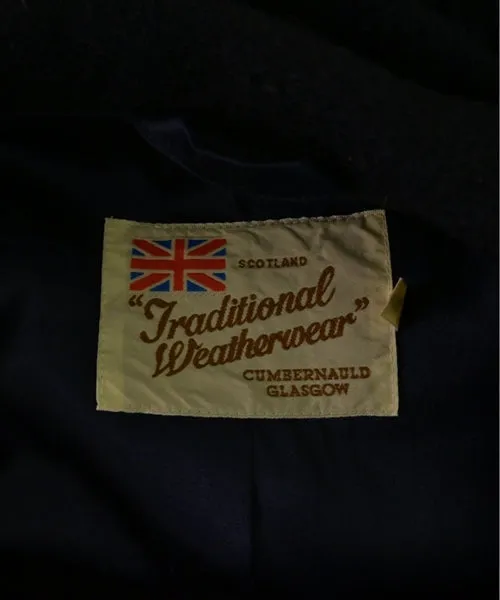 SCOTLAND
"Traditional
Weatherwear"
CUMBERNAULD
GLASGOW